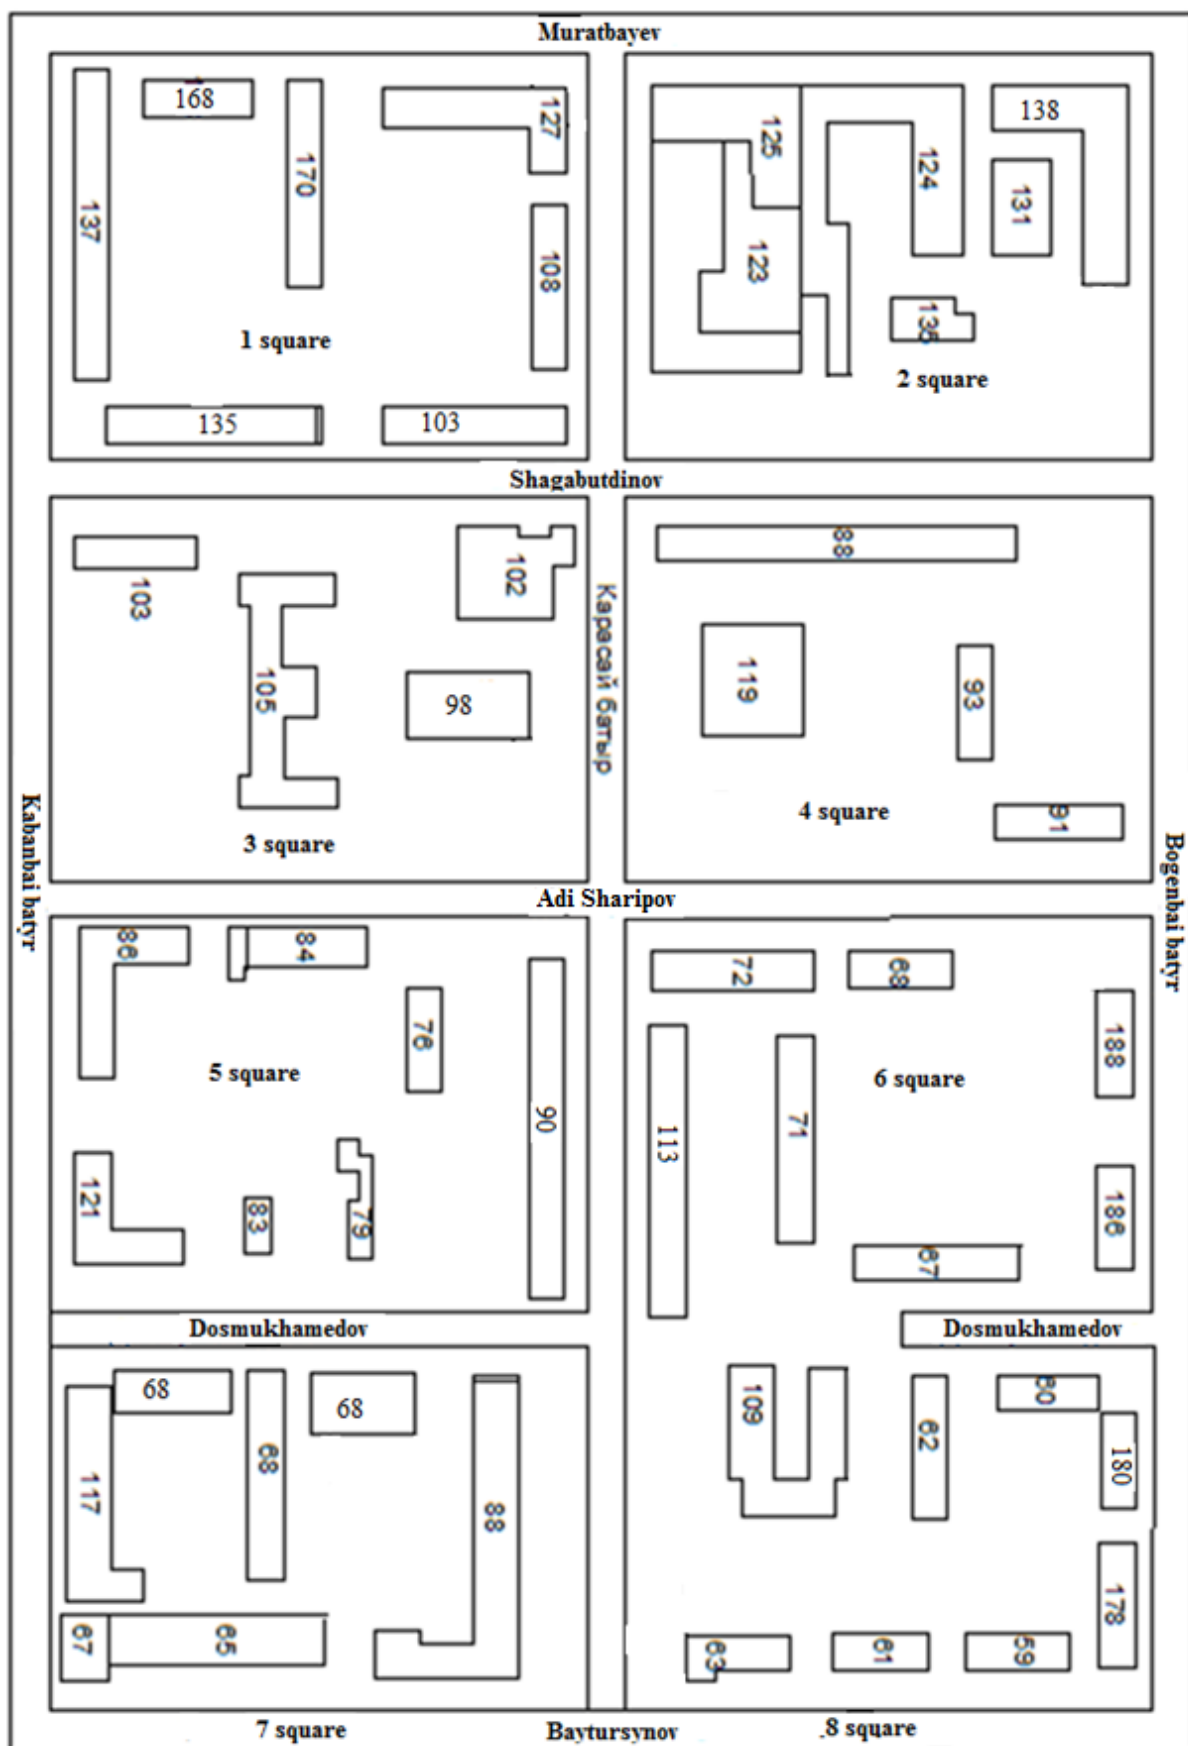 Muratbayev
168
127
125
138
170
124
137
131
108
123
135
1 square
2 square
135
103
Shagabutdinov
88
102
103
Карасай батыр
105
119
93
98
4 square
91
3 square
Kabanbai batyr
Adi Sharipov
Bogenbai batyr
86
84
72
68
76
188
5 square
6 square
90
71
113
121
83
79
186
67
Dosmukhamedov
Dosmukhamedov
68
68
109
60
62
68
180
117
88
178
67
65
63
61
59
7 square
Baytursynov
.8 square